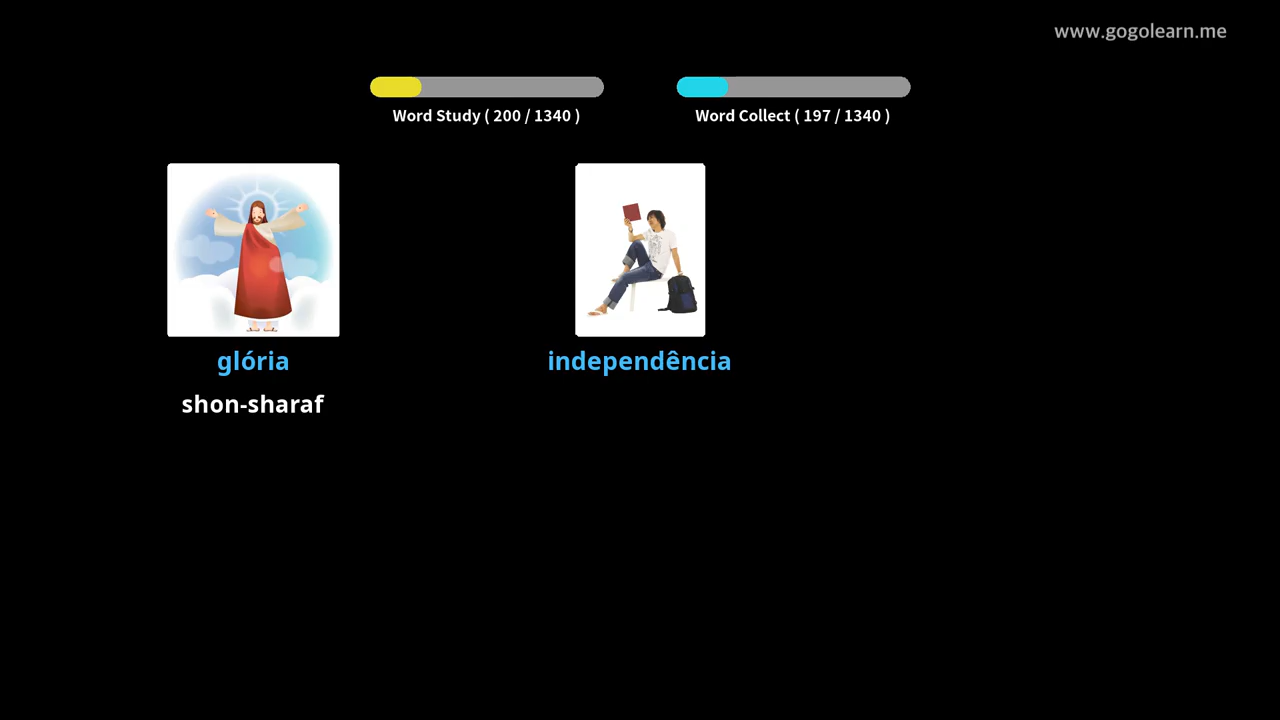 www.gogolearn.me
Word Study ( 200 / 1340 )
Word Collect ( 197 / 1340 )
glória
independência
shon-sharaf